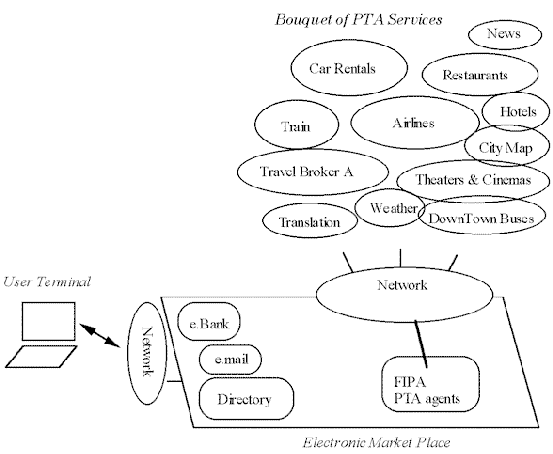 Bouquet of PTA Services
News
Car Rentals
Restaurants
Hotels
Train
Airlines
City Map
Travel Broker A
Theaters & Cinemas
Weather
Translation
DownTown Buses
User Terminal
Network
Network
e.Bank
e.mail
Directory
FIPA
PTA agents
Electronic Market Place